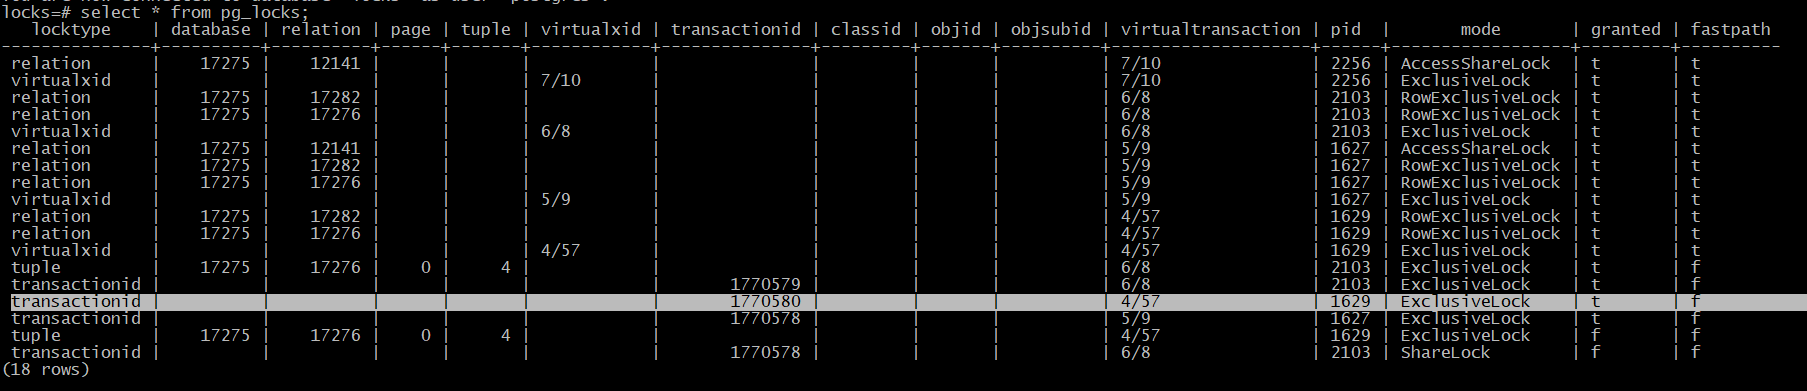 locks=# select * from pg_locks;
locktype | database | relation | page | tuple | virtualxid | transactionid | classid | objid | objsubid | virtualtransaction | pid | mode | granted | fastpath
---------------+----------+----------+------+-------+------------+---------------+---------+-------+----------+--------------------+------+------------------+---------+----------
relation | 17275 | 12141 | | | | | | | | 7/10 | 2256 | AccessShareLock | t | t
virtualxid | | | | | 7/10 | | | | | 7/10 | 2256 | ExclusiveLock | t | t
relation | 17275 | 17282 | | | | | | | | 6/8 | 2103 | RowExclusiveLock | t | t
relation | 17275 | 17276 | | | | | | | | 6/8 | 2103 | RowExclusiveLock | t | t
virtualxid | | | | | 6/8 | | | | | 6/8 | 2103 | ExclusiveLock | t | t
relation | 17275 | 12141 | | | | | | | | 5/9 | 1627 | AccessShareLock | t | t
relation | 17275 | 17282 | | | | | | | | 5/9 | 1627 | RowExclusiveLock | t | t
relation | 17275 | 17276 | | | | | | | | 5/9 | 1627 | RowExclusiveLock | t | t
virtualxid | | | | | 5/9 | | | | | 5/9 | 1627 | ExclusiveLock | t | t
relation | 17275 | 17282 | | | | | | | | 4/57 | 1629 | RowExclusiveLock | t | t
relation | 17275 | 17276 | | | | | | | | 4/57 | 1629 | RowExclusiveLock | t | t
virtualxid | | | | | 4/57 | | | | | 4/57 | 1629 | ExclusiveLock | t | t
tuple | 17275 | 17276 | 0 | 4 | | | | | | 6/8 | 2103 | ExclusiveLock | t | f
transactionid | | | | | | 1770579 | | | | 6/8 | 2103 | ExclusiveLock | t | f
transactionid | | | | | | 1770580 | | | | 4/57 | 1629 | ExclusiveLock | t | f
transactionid | | | | | | 1770578 | | | | 5/9 | 1627 | ExclusiveLock | t | f
tuple | 17275 | 17276 | 0 | 4 | | | | | | 4/57 | 1629 | ExclusiveLock | f | f
transactionid | | | | | | 1770578 | | | | 6/8 | 2103 | ShareLock | f | f
(18 rows)